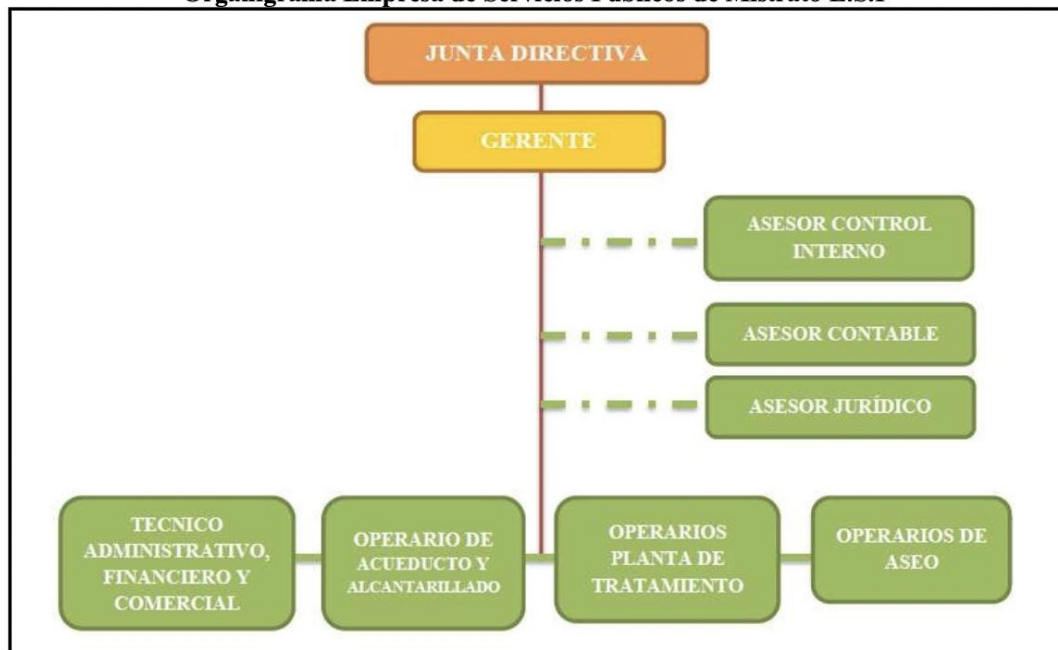 Organigrama Empresa de Servicios Públicos de Mistrató E.S.P
JUNTA DIRECTIVA
GERENTE
ASESOR CONTROL
INTERNO
ASESOR CONTABLE
ASESOR JURÍDICO
TECNICO
ADMINISTRATIVO,
FINANCIERO Y
COMERCIAL
OPERARIO DE
ACUEDUCTO Y
ALCANTARILLADO
OPERARIOS
PLANTA DE
TRATAMIENTO
OPERARIOS DE
ASEO